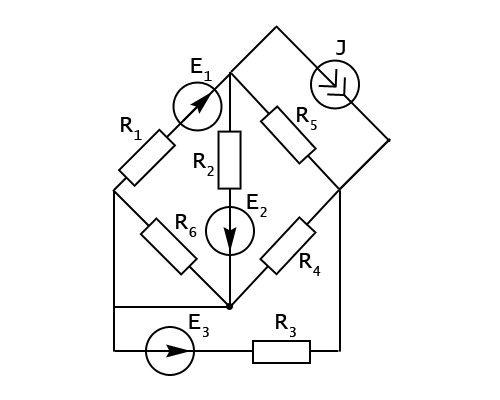 J
E₁
R₁
R₅
R₂
E₂
R₆
R₄
E₃
R₃